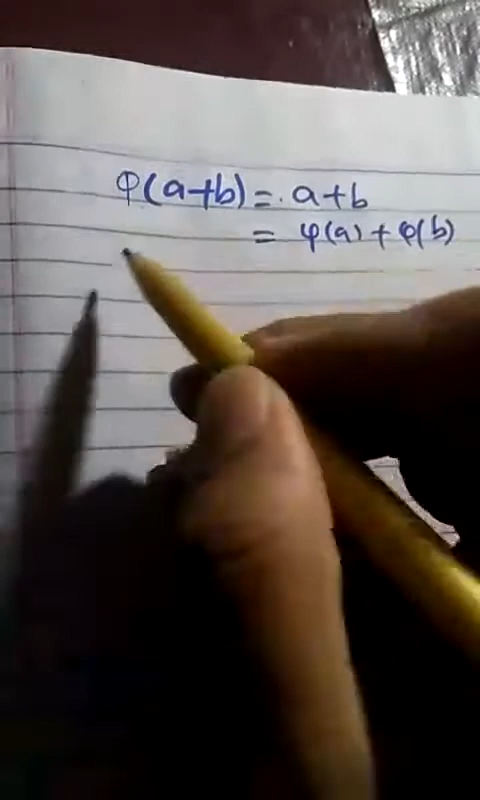 φ(a+b) = a+b
= φ(a) + φ(b)